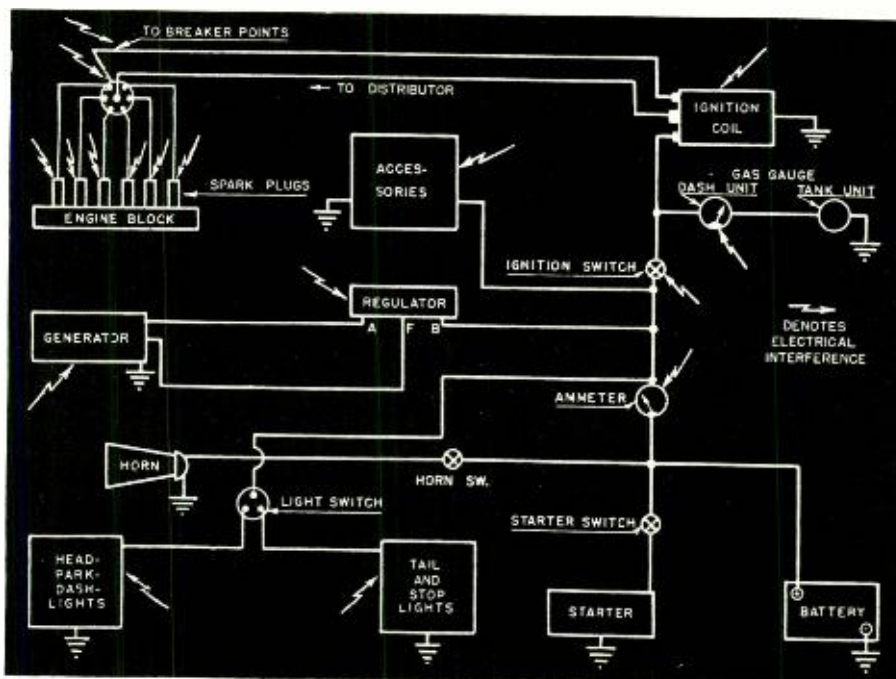 TO BREAKER POINTS
← TO DISTRIBUTOR
IGNITION
COIL
ACCES-
SORIES
GAS GAUGE
DASH UNIT
TANK UNIT
SPARK PLUGS
ENGINE BLOCK
IGNITION SWITCH
REGULATOR
A F B
GENERATOR
DENOTES
ELECTRICAL
INTERFERENCE
AMMETER
HORN
HORN SW.
LIGHT SWITCH
STARTER SWITCH
HEAD-
PARK-
DASH-
LIGHTS
TAIL
AND
STOP
LIGHTS
STARTER
BATTERY